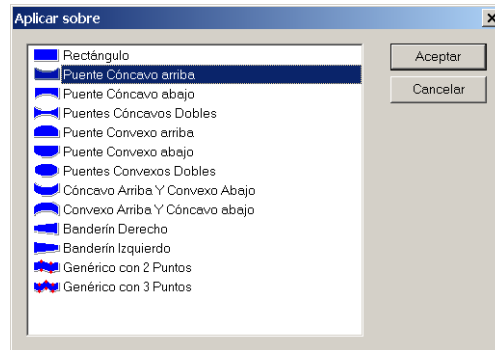 Aplicar sobre
Rectángulo
Puente Cóncavo arriba
Puente Cóncavo abajo
Puentes Cóncavos Dobles
Puente Convexo arriba
Puente Convexo abajo
Puentes Convexos Dobles
Cóncavo Arriba Y Convexo Abajo
Convexo Arriba Y Cóncavo abajo
Banderín Derecho
Banderín Izquierdo
Genérico con 2 Puntos
Genérico con 3 Puntos
Aceptar
Cancelar